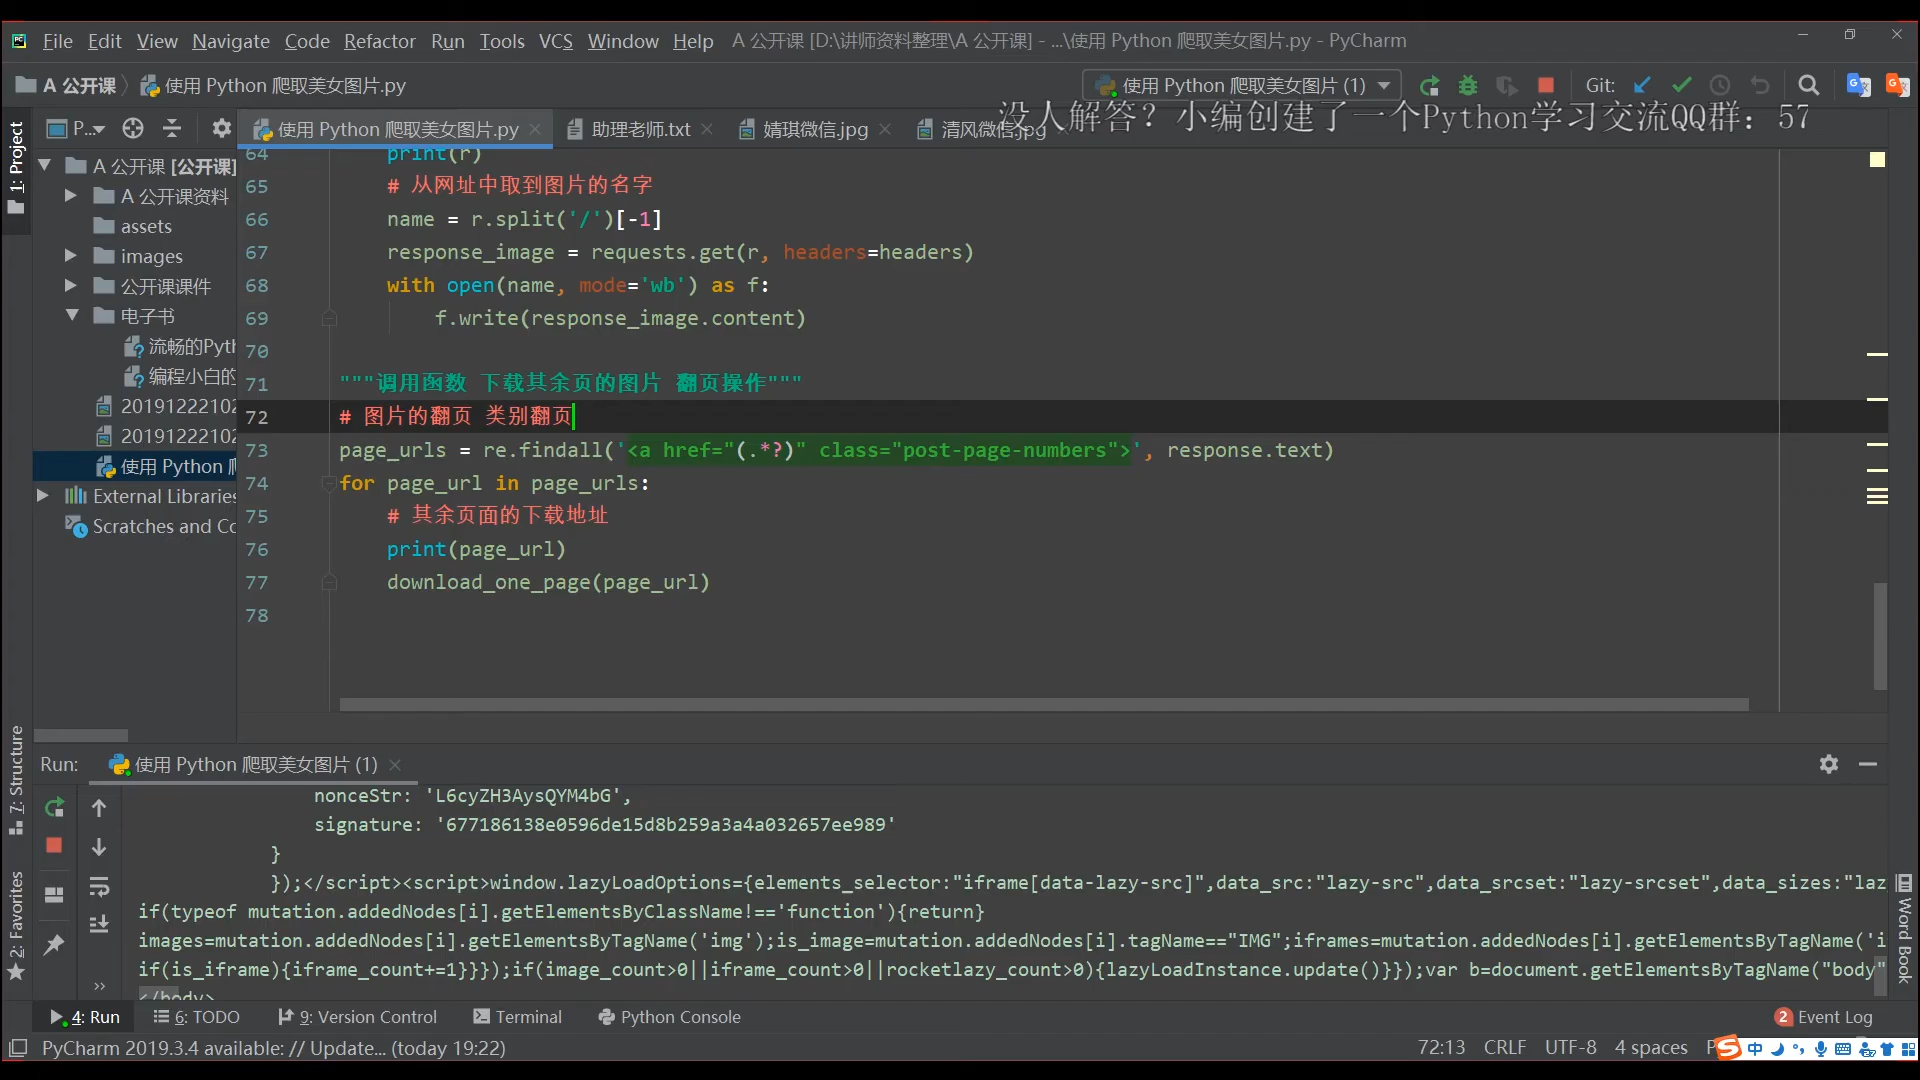 File Edit View Navigate Code Refactor Run Tools VCS Window Help A 公开课 [D:\讲师资料整理\A 公开课] - ...\使用 Python 爬取美女图片.py - PyCharm
A 公开课 使用 Python 爬取美女图片.py
使用 Python 爬取美女图片 (1) Git:
没人解答？小编创建了一个Python学习交流QQ群：57
1: Project
P... 使用 Python 爬取美女图片.py 助理老师.txt 婧琪微信.jpg 清风微信.jpg
A 公开课 [公开课]
A 公开课资料
assets
images
公开课课件
电子书
流畅的Pyth
编程小白的
20191222102
20191222102
使用 Python 爬
External Libraries
Scratches and Co
64 print(r)
65 # 从网址中取到图片的名字
66 name = r.split('/')[-1]
67 response_image = requests.get(r, headers=headers)
68 with open(name, mode='wb') as f:
69 f.write(response_image.content)
70
71 """调用函数 下载其余页的图片 翻页操作"""
72 # 图片的翻页 类别翻页
73 page_urls = re.findall('<a href="(.*?)" class="post-page-numbers">', response.text)
74 for page_url in page_urls:
75 # 其余页面的下载地址
76 print(page_url)
77 download_one_page(page_url)
78
7: Structure
2: Favorites
Run: 使用 Python 爬取美女图片 (1)
nonceStr: 'L6cyZH3AysQYM4bG',
signature: '677186138e0596de15d8b259a3a4a032657ee989'
}
});</script><script>window.lazyLoadOptions={elements_selector:"iframe[data-lazy-src]",data_src:"lazy-src",data_srcset:"lazy-srcset",data_sizes:"laz
if(typeof mutation.addedNodes[i].getElementsByClassName!=='function'){return}
images=mutation.addedNodes[i].getElementsByTagName('img');is_image=mutation.addedNodes[i].tagName=="IMG";iframes=mutation.addedNodes[i].getElementsByTagName('i
if(is_iframe){iframe_count+=1}}});if(image_count>0||iframe_count>0||rocketlazy_count>0){lazyLoadInstance.update()}});var b=document.getElementsByTagName("body"
</body>
Word Book
4: Run 6: TODO 9: Version Control Terminal Python Console 2 Event Log
PyCharm 2019.3.4 available: // Update... (today 19:22) 72:13 CRLF UTF-8 4 spaces P 中